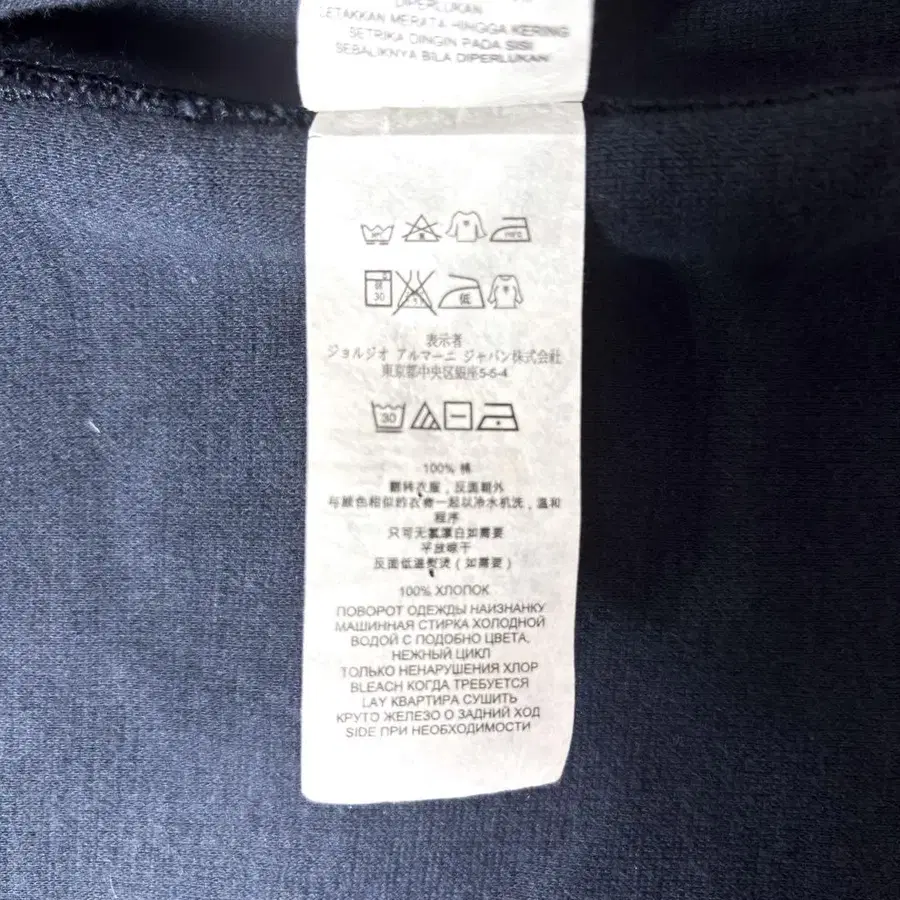 DIPERLUKAN
LETAKKAN MERATA HINGGA KERING
SETRIKA DINGIN PADA SISI
SEBALIKNYA BILA DIPERLUKAN
30
低
表示者
ジョルジオ アルマーニ ジャパン株式会社
東京都中央区銀座5-5-4
30
100% 棉
翻转衣服，反面朝外
与颜色相似的衣物一起以冷水机洗，温和
程序
只可无氯漂白如需要
平放晾干
反面低温熨烫（如需要）
100% ХЛОПОК
ПОВОРОТ ОДЕЖДЫ НАИЗНАНКУ
МАШИННАЯ СТИРКА ХОЛОДНОЙ
ВОДОЙ С ПОДОБНО ЦВЕТА,
НЕЖНЫЙ ЦИКЛ
ТОЛЬКО НЕНАРУШЕНИЯ ХЛОР
BLEACH КОГДА ТРЕБУЕТСЯ
LAY КВАРТИРА СУШИТЬ
КРУТО ЖЕЛЕЗО О ЗАДНИЙ ХОД
SIDE ПРИ НЕОБХОДИМОСТИ